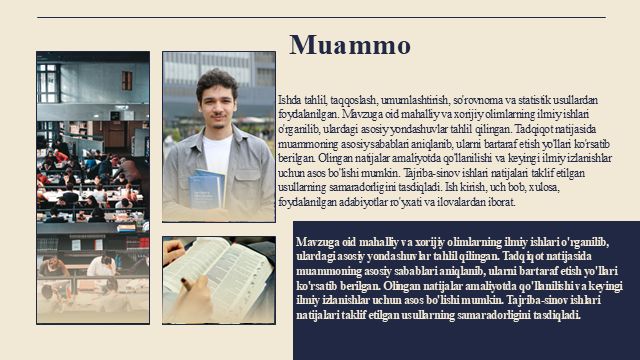 Muammo
Ishda tahlil, taqqoslash, umumlashtirish, so'rovnoma va statistik usullardan
foydalanilgan. Mavzuga oid mahalliy va xorijiy olimlarning ilmiy ishlari
o'rganilib, ulardagi asosiy yondashuvlar tahlil qilingan. Tadqiqot natijasida
muammoning asosiy sabablari aniqlanib, ularni bartaraf etish yo'llari ko'rsatib
berilgan. Olingan natijalar amaliyotda qo'llanilishi va keyingi ilmiy izlanishlar
uchun asos bo'lishi mumkin. Tajriba-sinov ishlari natijalari taklif etilgan
usullarning samaradorligini tasdiqladi. Ish kirish, uch bob, xulosa,
foydalanilgan adabiyotlar ro'yxati va ilovalardan iborat.
Mavzuga oid mahalliy va xorijiy olimlarning ilmiy ishlari o'rganilib,
ulardagi asosiy yondashuvlar tahlil qilingan. Tadqiqot natijasida
muammoning asosiy sabablari aniqlanib, ularni bartaraf etish yo'llari
ko'rsatib berilgan. Olingan natijalar amaliyotda qo'llanilishi va keyingi
ilmiy izlanishlar uchun asos bo'lishi mumkin. Tajriba-sinov ishlari
natijalari taklif etilgan usullarning samaradorligini tasdiqladi.